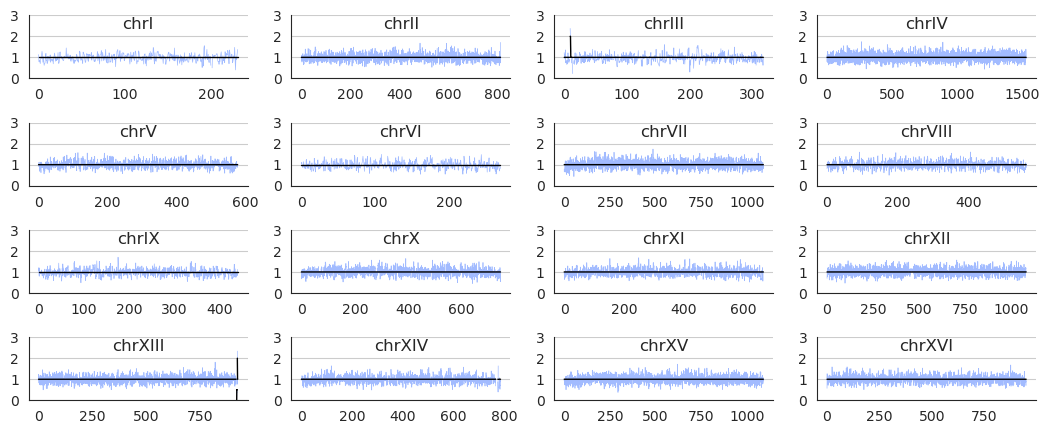 3 chrI 3 chrII 3 chrIII 3 chrIV
2 2 2 2
1 1 1 1
0 0 0 0
0 100 200 0 200 400 600 800 0 100 200 300 0 500 1000 1500
3 chrV 3 chrVI 3 chrVII 3 chrVIII
2 2 2 2
1 1 1 1
0 0 0 0
0 200 400 600 0 100 200 0 250 500 750 1000 0 200 400
3 chrIX 3 chrX 3 chrXI 3 chrXII
2 2 2 2
1 1 1 1
0 0 0 0
0 100 200 300 400 0 200 400 600 0 200 400 600 0 250 500 750 1000
3 chrXIII 3 chrXIV 3 chrXV 3 chrXVI
2 2 2 2
1 1 1 1
0 0 0 0
0 250 500 750 0 200 400 600 800 0 250 500 750 1000 0 250 500 750